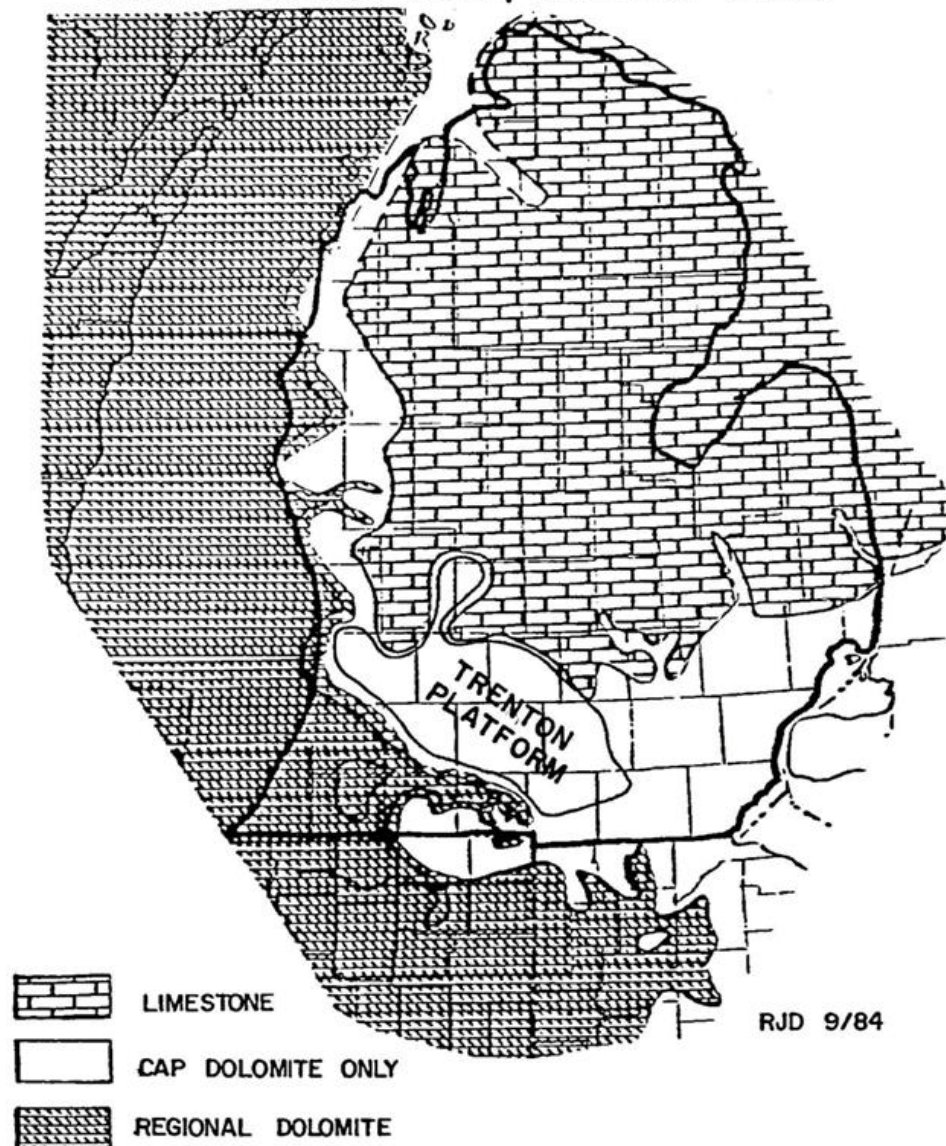 TRENTON
PLATFORM
LIMESTONE
RJD 9/84
CAP DOLOMITE ONLY
REGIONAL DOLOMITE